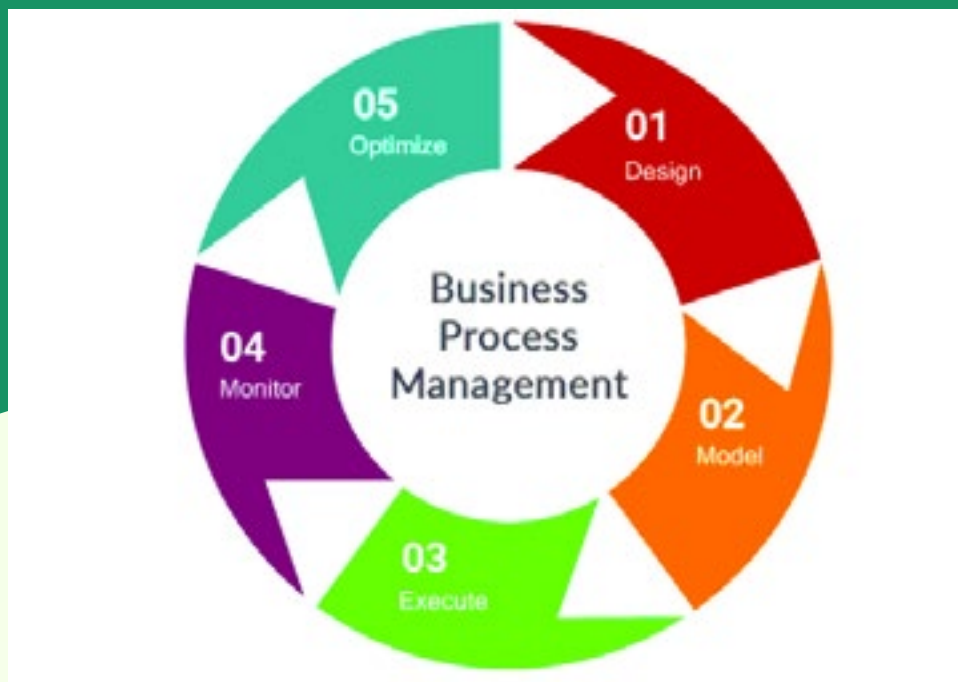 Business
Process
Management
01
Design
02
Model
03
Execute
04
Monitor
05
Optimize